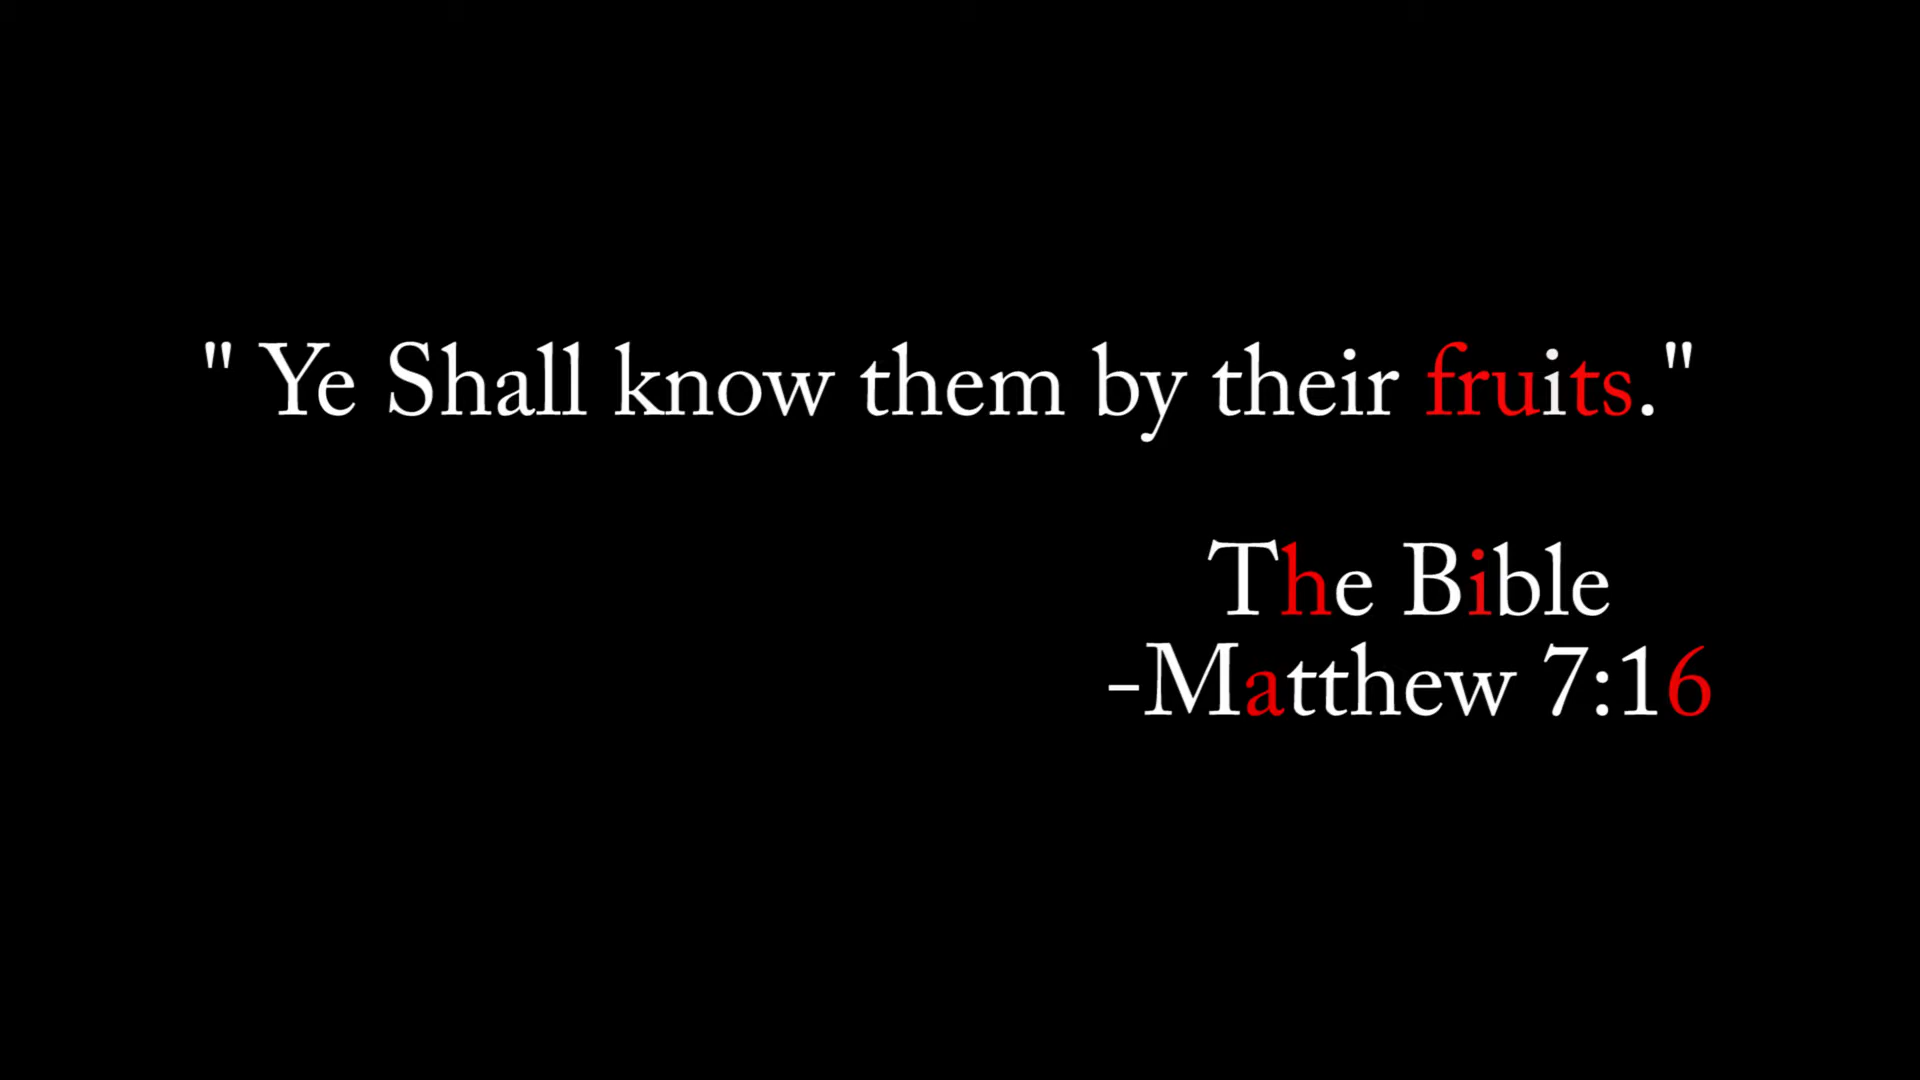 " Ye Shall know them by their fruits."
The Bible
-Matthew 7:16